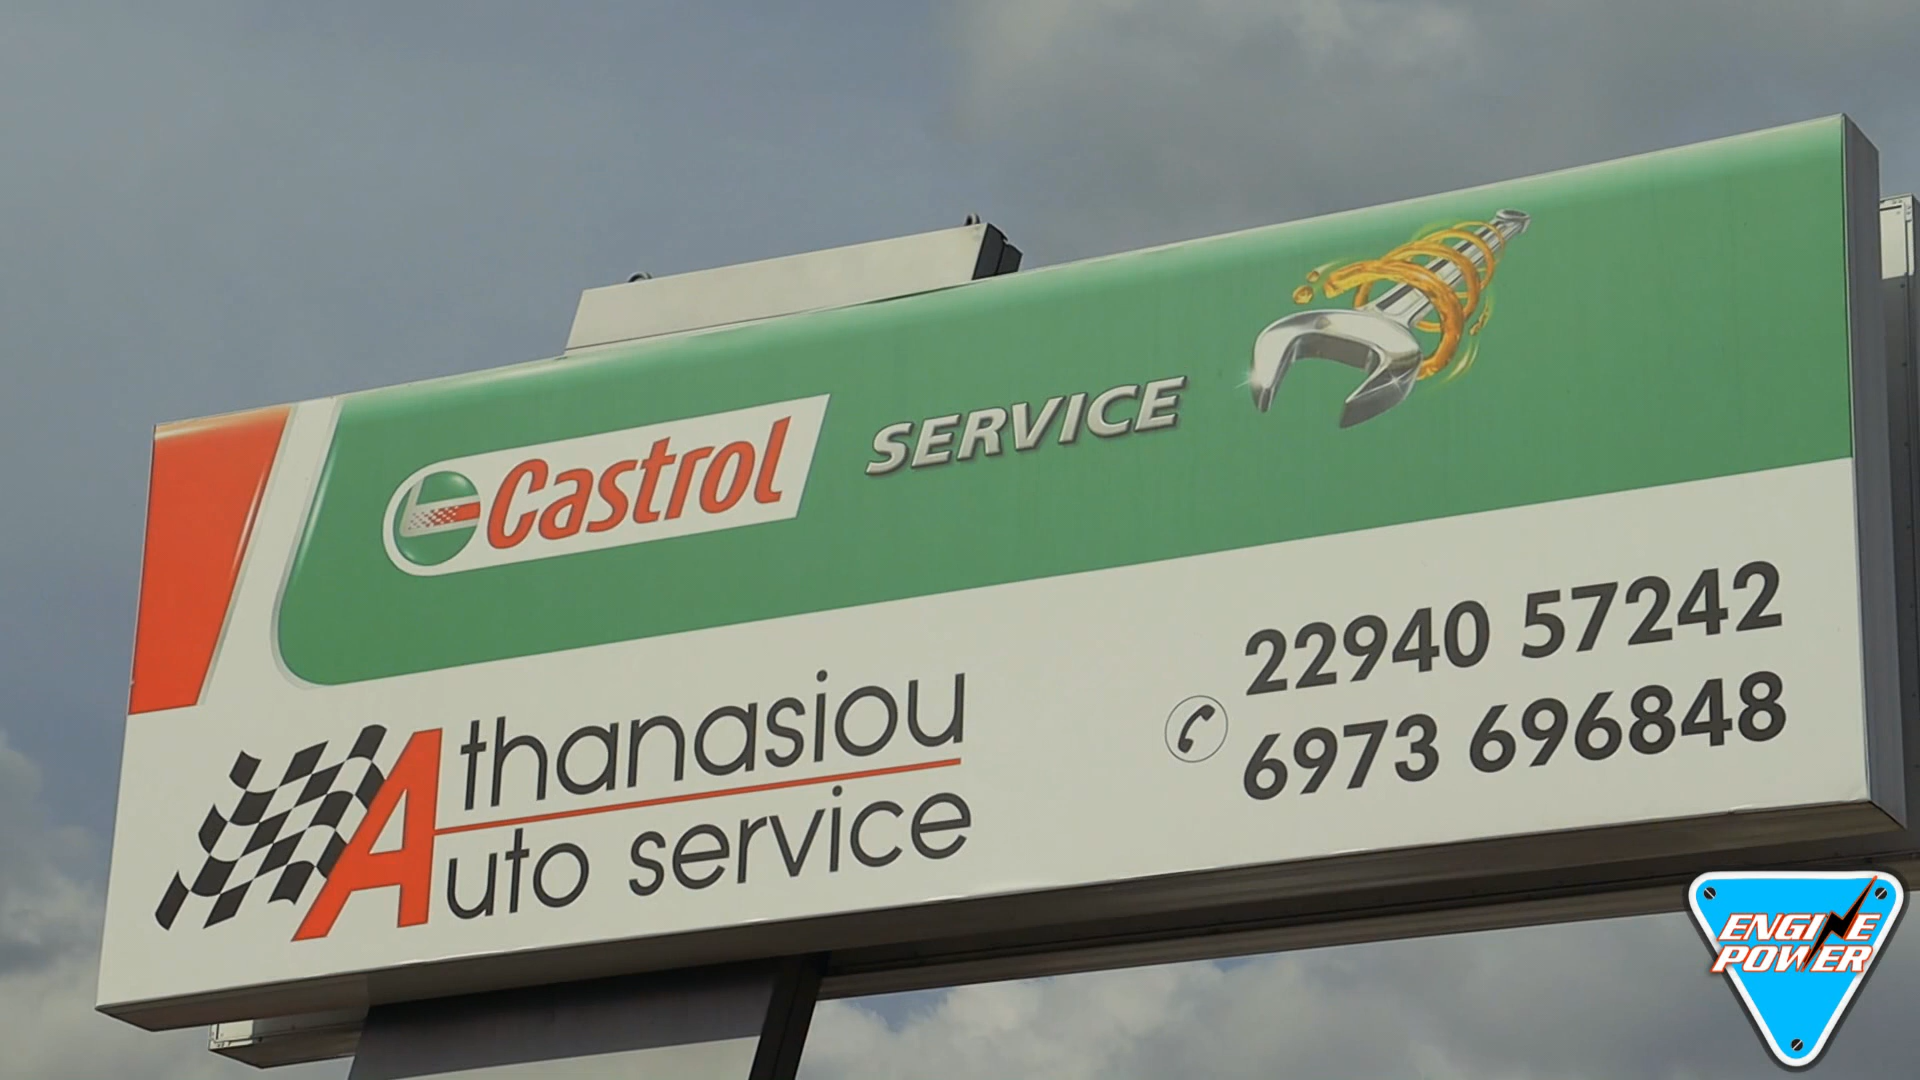 Castrol SERVICE
Athanasiou
Auto service
22940 57242
6973 696848
ENGINE
POWER